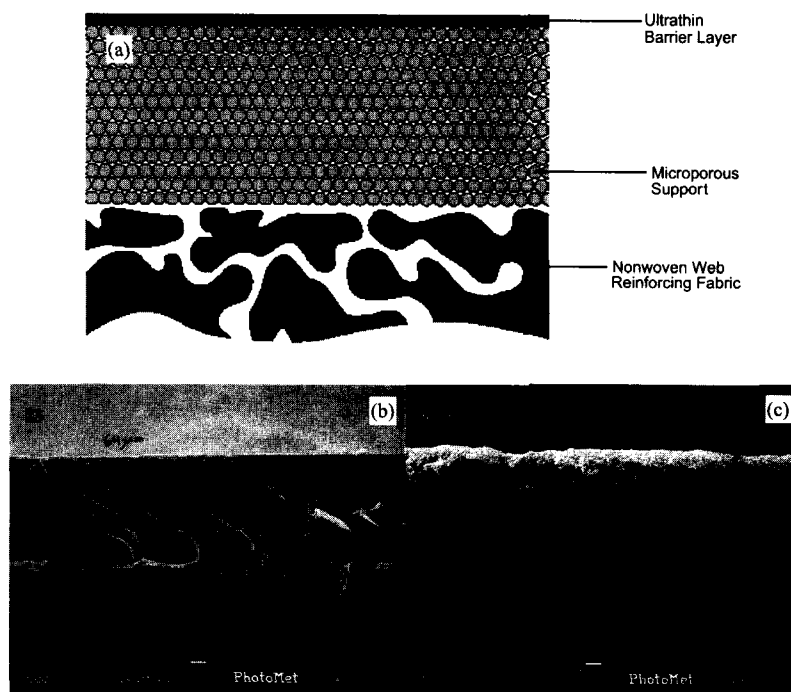 (a)
Ultrathin
Barrier Layer
Microporous
Support
Nonwoven Web
Reinforcing Fabric
(b)
(c)
PhotoMet
PhotoMet